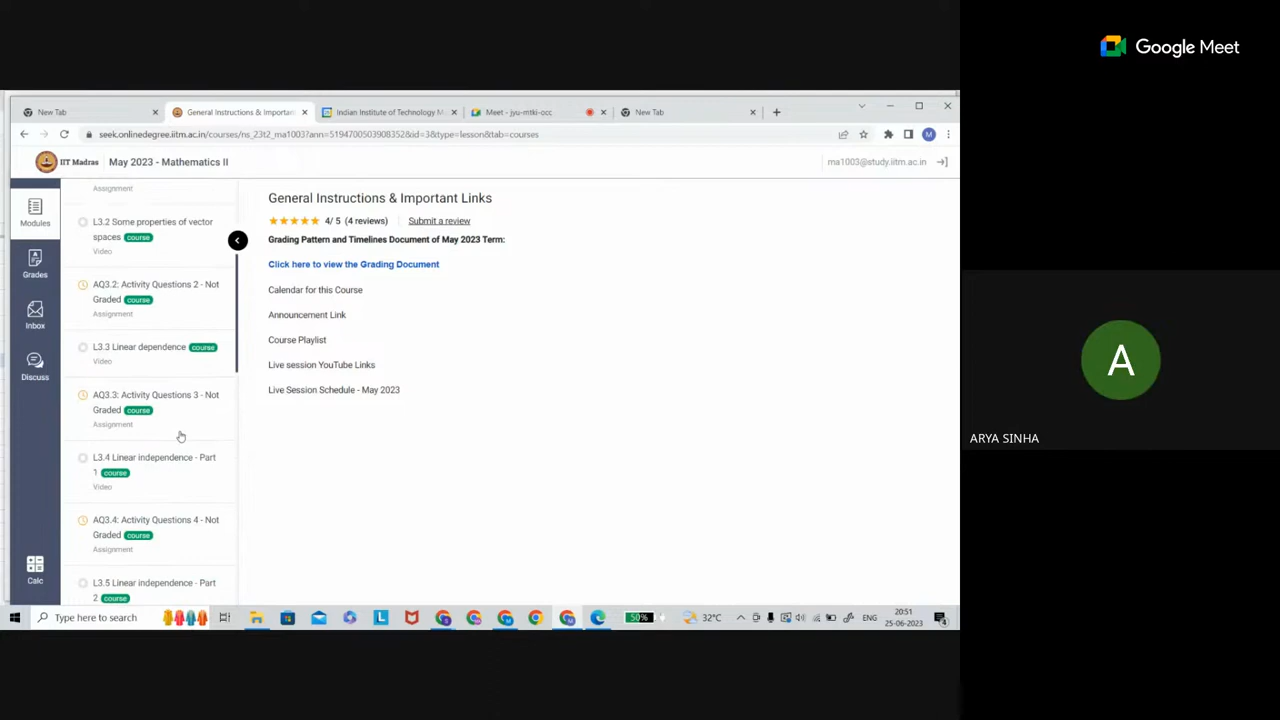 Google Meet
New Tab
General Instructions & Importan
Indian Institute of Technology M
Meet - jyu-mtki-occ
New Tab
seek.onlinedegree.iitm.ac.in/courses/ns_23t2_ma1003?ann=5194700503908352&id=3&type=lesson&tab=courses
M
IIT Madras
May 2023 - Mathematics II
ma1003@study.iitm.ac.in
Modules
Grades
Inbox
Discuss
Calc
Assignment
L3.2 Some properties of vector
spaces course
Video
AQ3.2: Activity Questions 2 - Not
Graded course
Assignment
L3.3 Linear dependence course
Video
AQ3.3: Activity Questions 3 - Not
Graded course
Assignment
L3.4 Linear independence - Part
1 course
Video
AQ3.4: Activity Questions 4 - Not
Graded course
Assignment
L3.5 Linear independence - Part
2 course
General Instructions & Important Links
4/ 5 (4 reviews) Submit a review
Grading Pattern and Timelines Document of May 2023 Term:
Click here to view the Grading Document
Calendar for this Course
Announcement Link
Course Playlist
Live session YouTube Links
Live Session Schedule - May 2023
A
ARYA SINHA
Type here to search
L
50%
32°C
ENG
20:51
25-06-2023